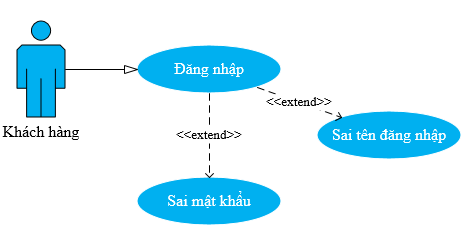 Đăng nhập
<<extend>>
Khách hàng
<<extend>>
Sai tên đăng nhập
Sai mật khẩu